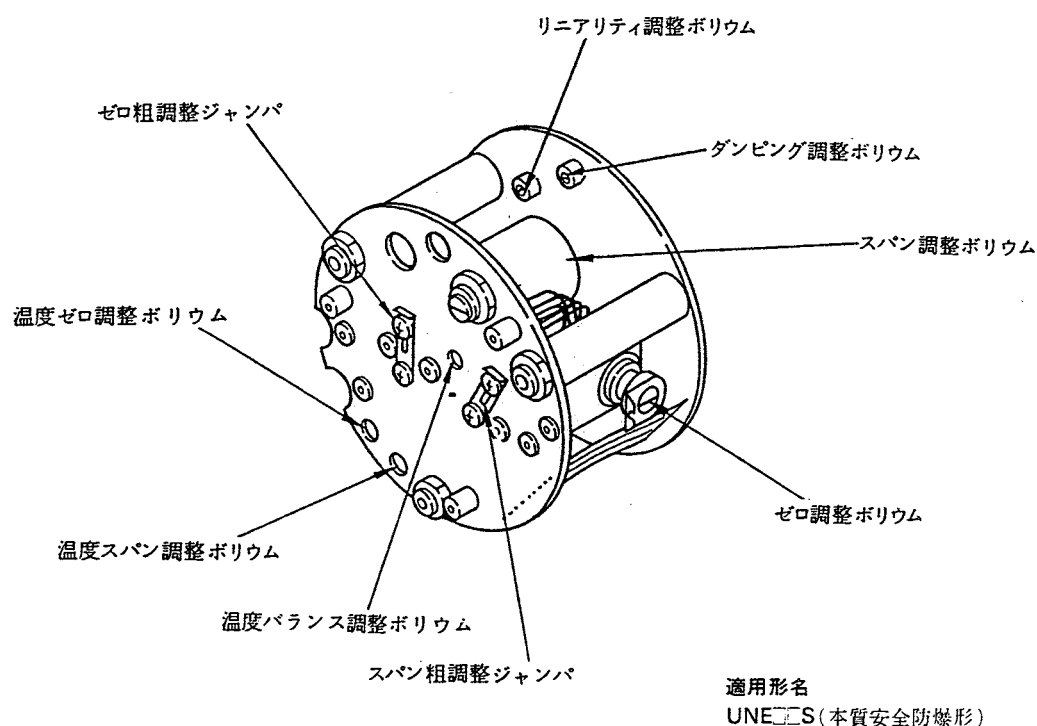 リニアリティ調整ボリウム
ゼロ粗調整ジャンパ
ダンピング調整ボリウム
スパン調整ボリウム
温度ゼロ調整ボリウム
ゼロ調整ボリウム
温度スパン調整ボリウム
温度バランス調整ボリウム
スパン粗調整ジャンパ
適用形名
UNE□□S(本質安全防爆形)